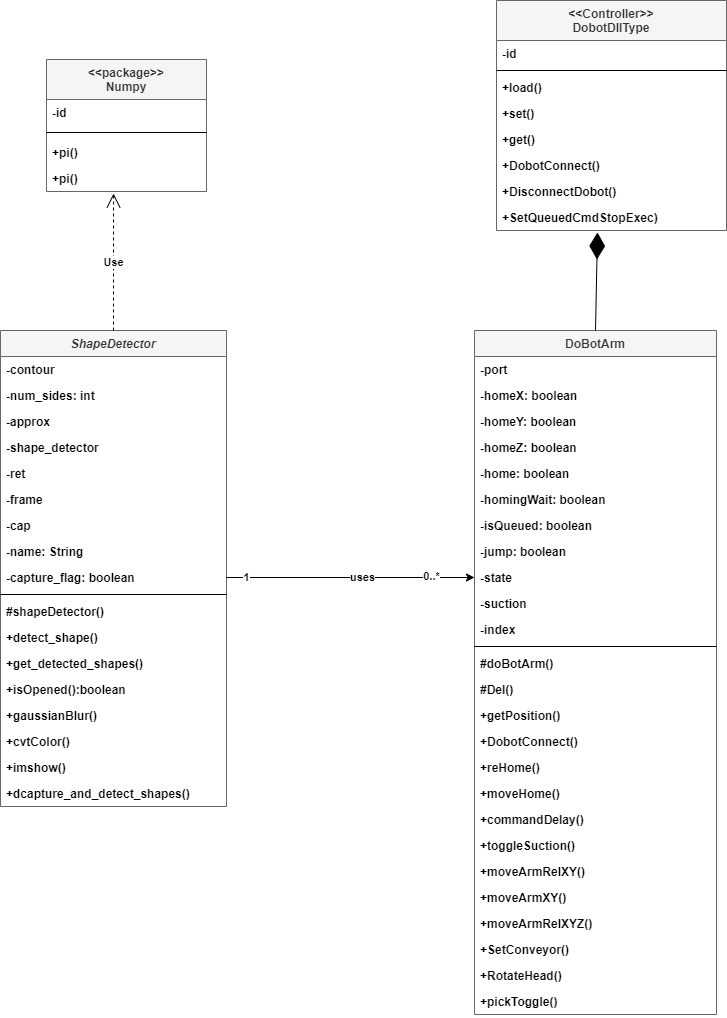 <<Controller>>
DobotDllType
-id
+load()
+set()
+get()
+DobotConnect()
+DisconnectDobot()
+SetQueuedCmdStopExec)
<<package>>
Numpy
-id
+pi()
+pi()
Use
ShapeDetector
-contour
-num_sides: int
-approx
-shape_detector
-ret
-frame
-cap
-name: String
-capture_flag: boolean
#shapeDetector()
+detect_shape()
+get_detected_shapes()
+isOpened():boolean
+gaussianBlur()
+cvtColor()
+imshow()
+dcapture_and_detect_shapes()
1
uses
0..*
DoBotArm
-port
-homeX: boolean
-homeY: boolean
-homeZ: boolean
-home: boolean
-homingWait: boolean
-isQueued: boolean
-jump: boolean
-state
-suction
-index
#doBotArm()
#Del()
+getPosition()
+DobotConnect()
+reHome()
+moveHome()
+commandDelay()
+toggleSuction()
+moveArmRelXY()
+moveArmXY()
+moveArmRelXYZ()
+SetConveyor()
+RotateHead()
+pickToggle()